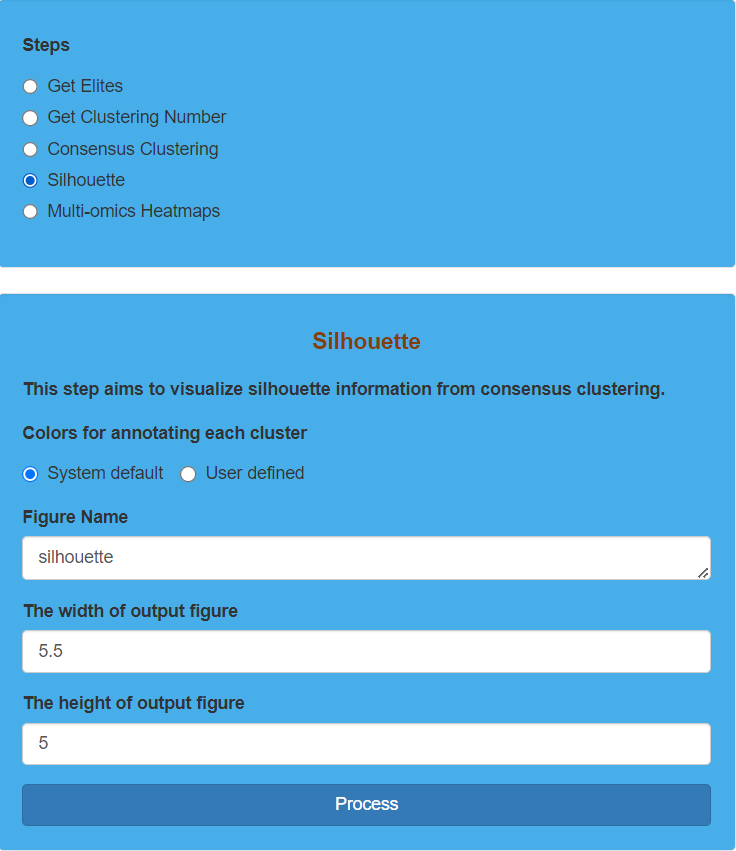 Steps
Get Elites
Get Clustering Number
Consensus Clustering
Silhouette
Multi-omics Heatmaps
Silhouette
This step aims to visualize silhouette information from consensus clustering.
Colors for annotating each cluster
System default User defined
Figure Name
silhouette
The width of output figure
5.5
The height of output figure
5
Process